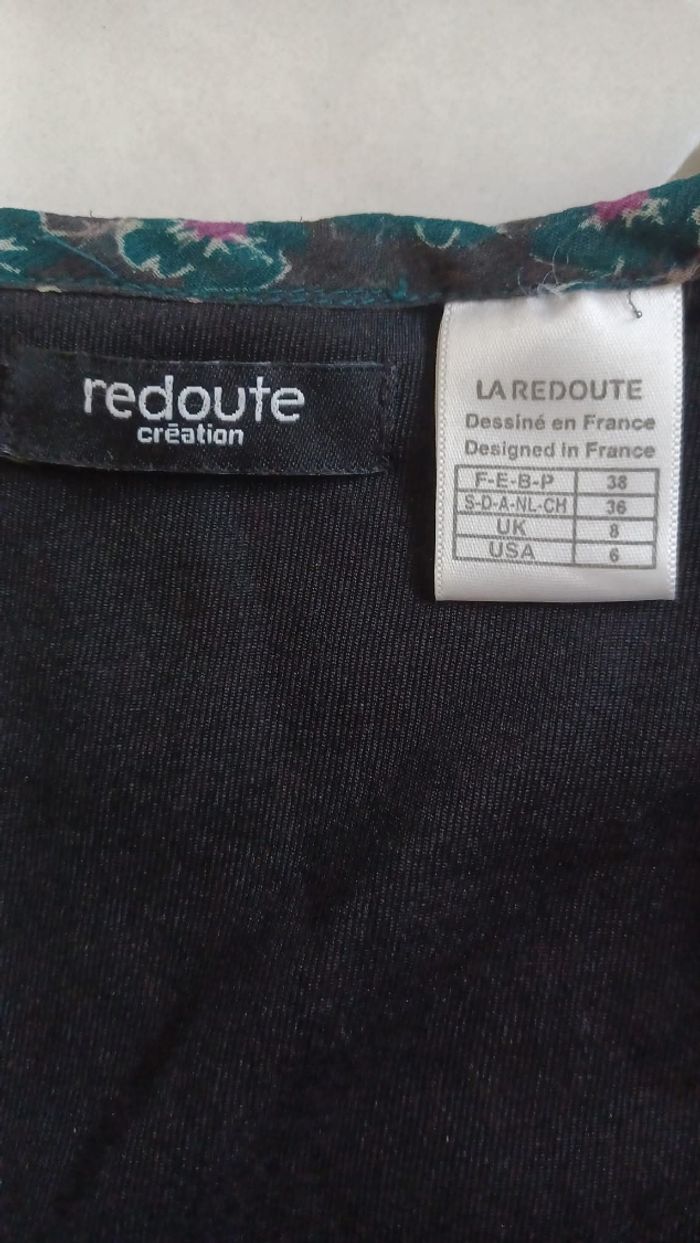 redoute
création
LA REDOUTE
Dessiné en France
Designed in France
F-E-B-P 38
S-D-A-NL-CH 36
UK 8
USA 6